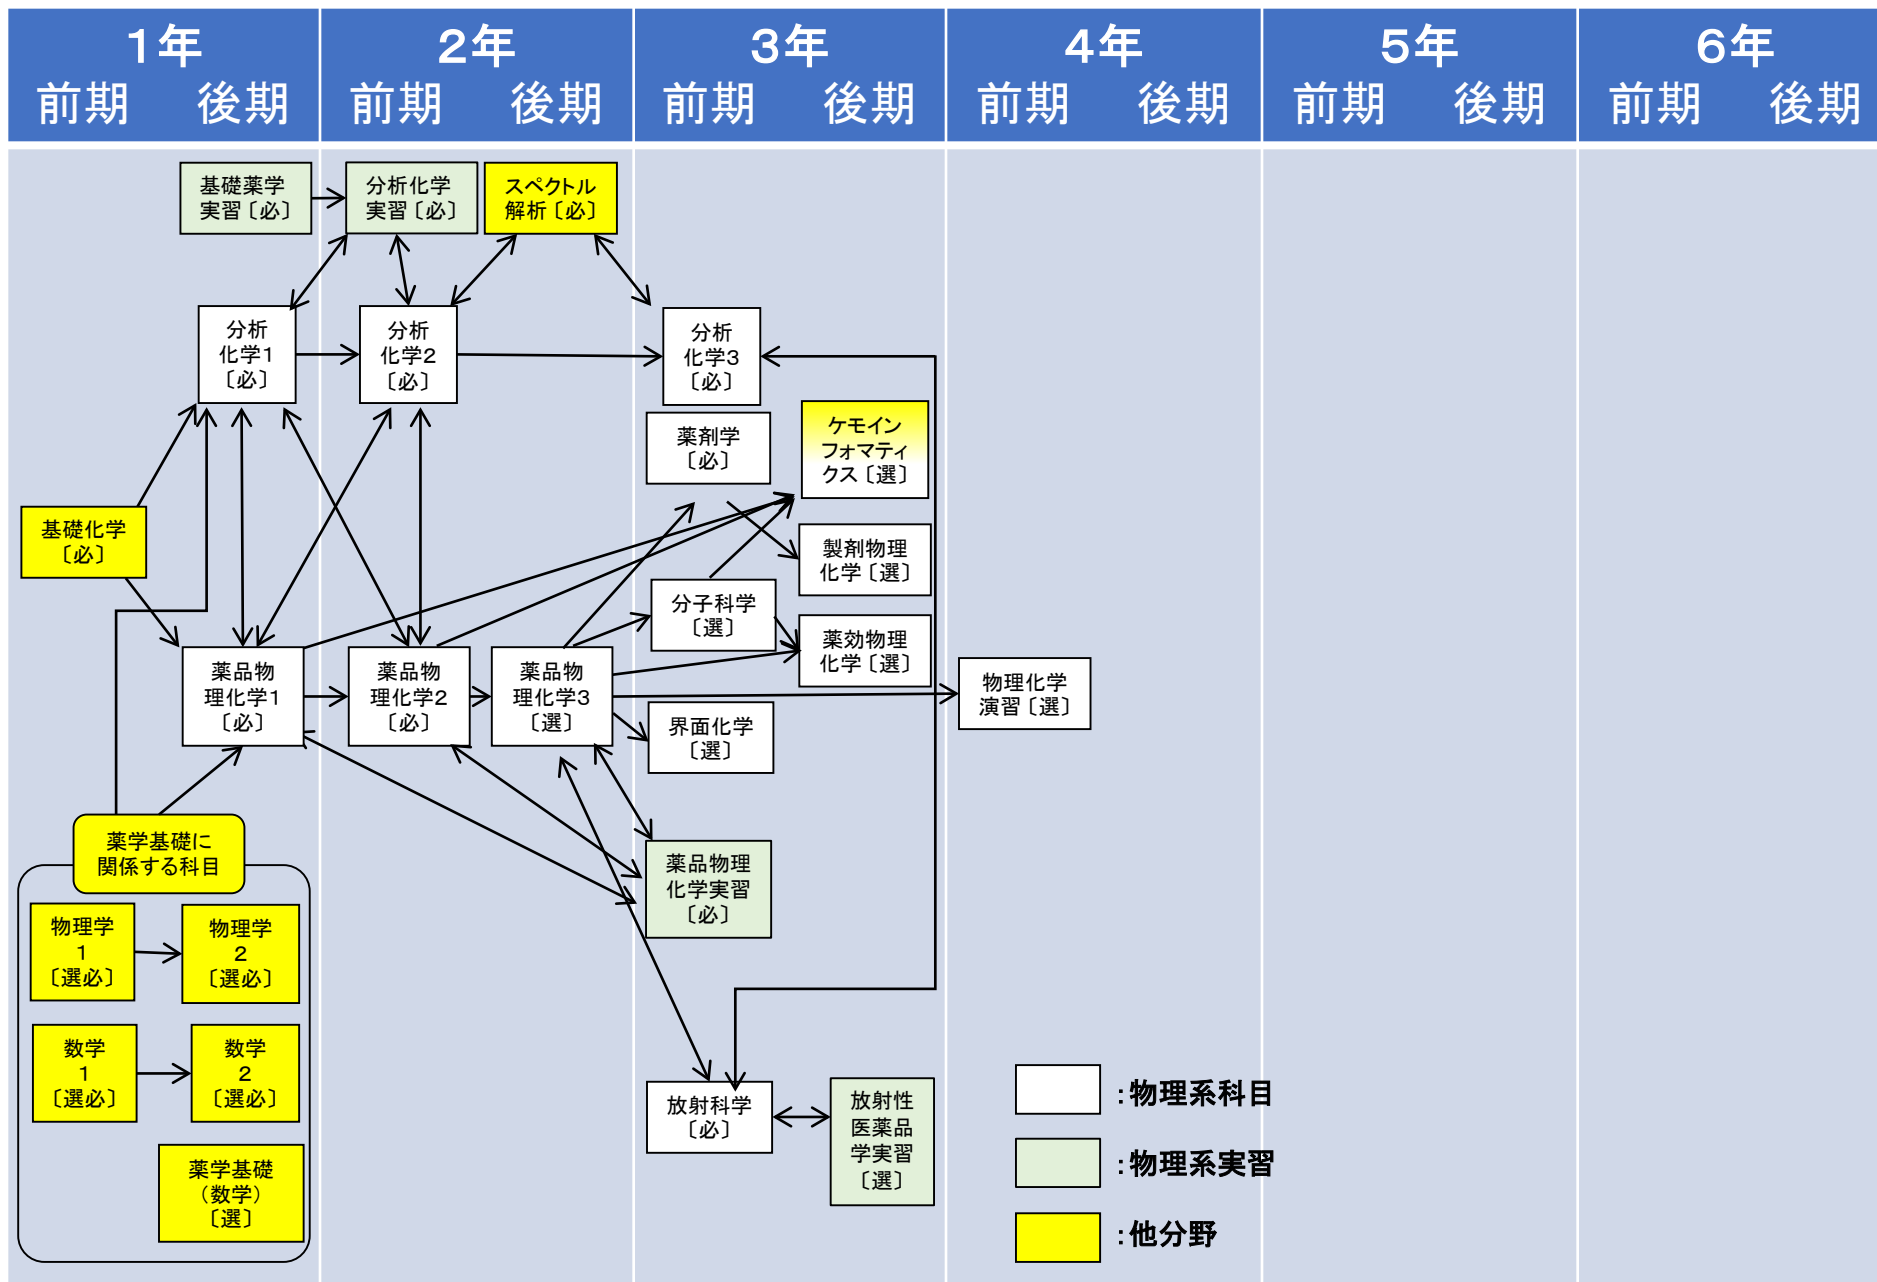 1年
2年
3年
4年
5年
6年
前期 後期
前期 後期
前期 後期
前期 後期
前期 後期
前期 後期
基礎薬学
実習〔必〕
分析化学
実習〔必〕
スペクトル
解析〔必〕
分析
化学1
〔必〕
分析
化学2
〔必〕
分析
化学3
〔必〕
薬剤学
〔必〕
ケモイン
フォマティ
クス〔選〕
基礎化学
〔必〕
製剤物理
化学〔選〕
分子科学
〔選〕
薬効物理
化学〔選〕
薬品物
理化学1
〔必〕
薬品物
理化学2
〔必〕
薬品物
理化学3
〔選〕
物理化学
演習〔選〕
界面化学
〔選〕
薬学基礎に
関係する科目
薬品物理
化学実習
〔必〕
物理学
1
〔選必〕
物理学
2
〔選必〕
数学
1
〔選必〕
数学
2
〔選必〕
薬学基礎
（数学）
〔選〕
放射科学
〔必〕
放射性
医薬品
学実習
〔選〕
：物理系科目
：物理系実習
：他分野